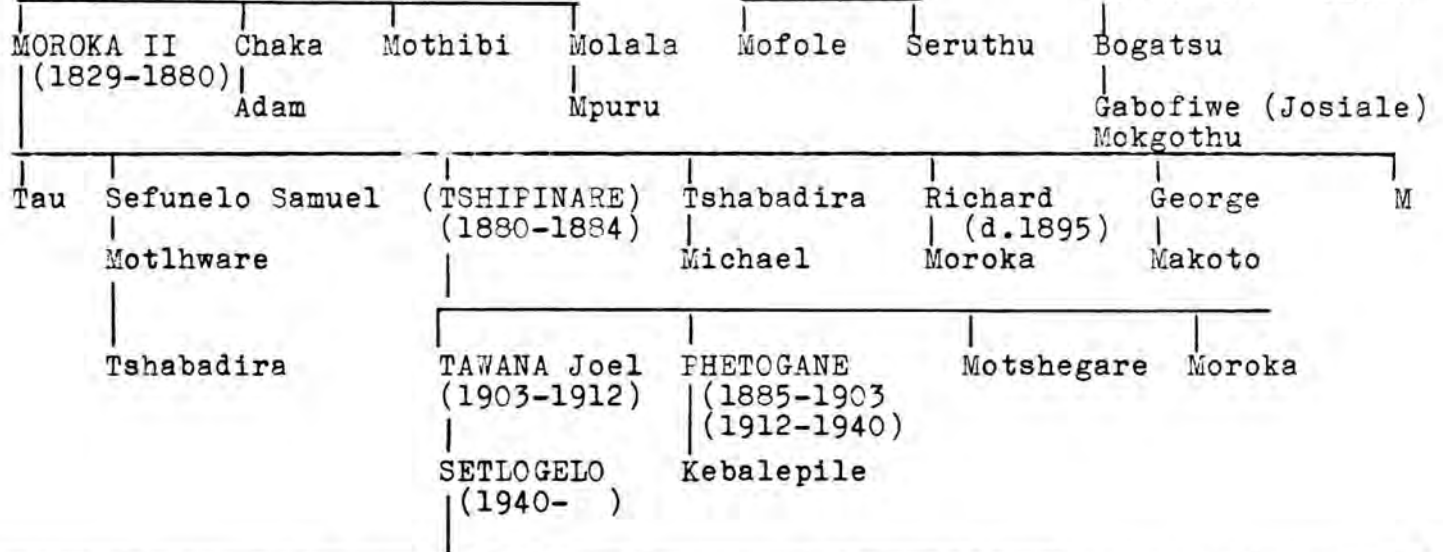 MOROKA II Chaka Mothibi Molala Mofole Seruthu Bogatsu
(1829-1880)
Adam Mpuru Gabofiwe (Josiale)
Mokgothu
Tau Sefunelo Samuel (TSHIPINARE) Tshabadira Richard George M
(1880-1884) (d.1895)
Motlhware Michael Moroka Makoto
Tshabadira TAWANA Joel PHETOGANE Motshegare Moroka
(1903-1912) (1885-1903
(1912-1940)
SETLOGELO Kebalepile
(1940- )